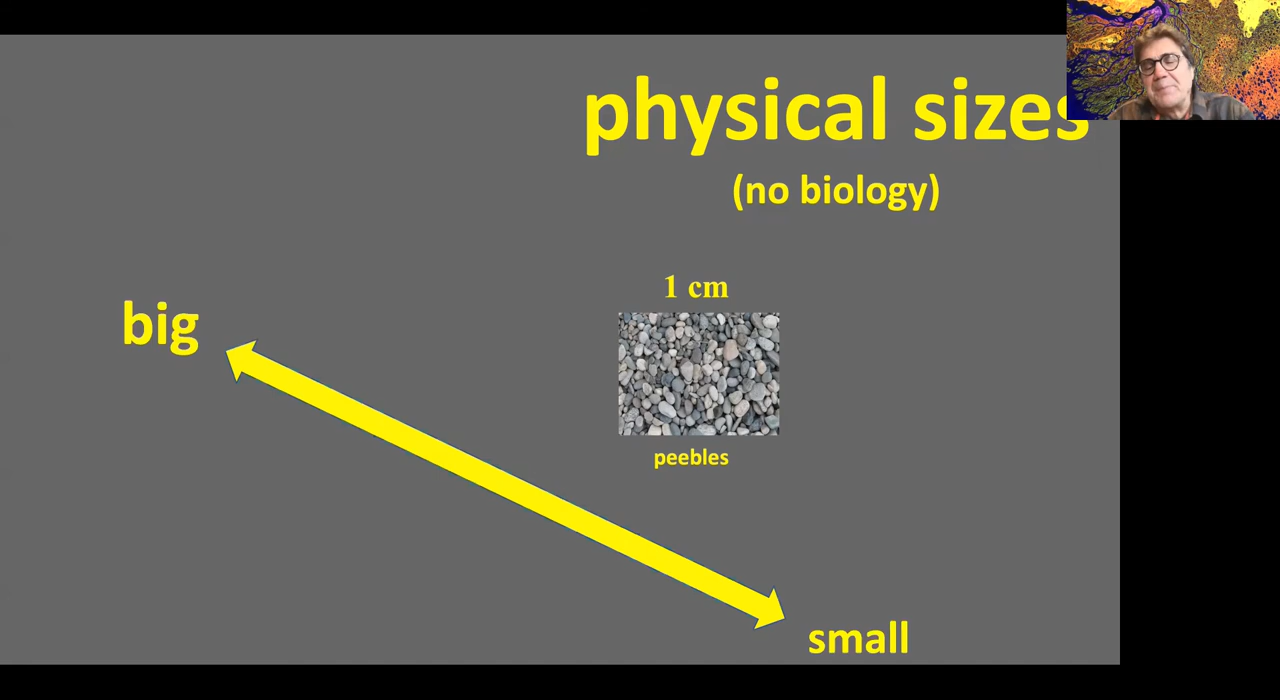 physical sizes
(no biology)
1 cm
big
peebles
small